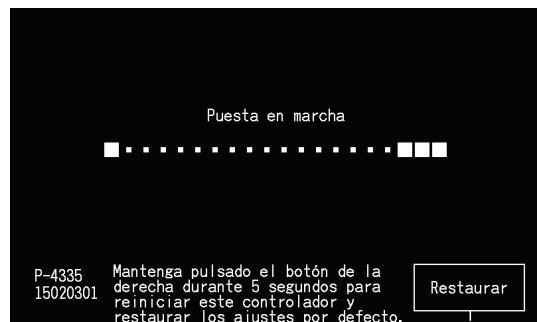 Puesta en marcha
P-4335
15020301
Mantenga pulsado el botón de la
derecha durante 5 segundos para
reiniciar este controlador y
restaurar los ajustes por defecto.
Restaurar